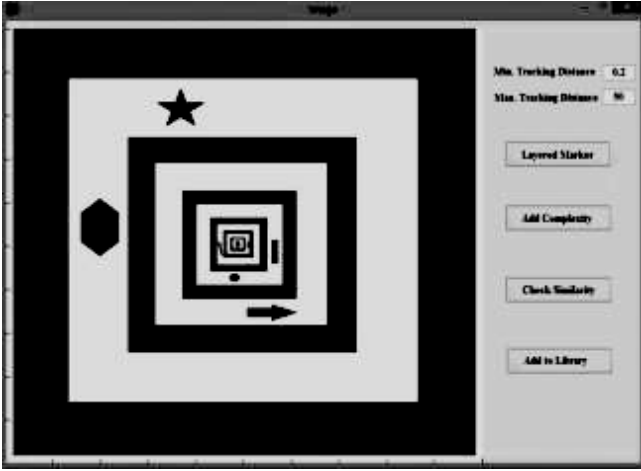 Min. Tracking Distance 0.2
Max. Tracking Distance 50
Layered Marker
Add Complexity
Check Similarity
Add to Library